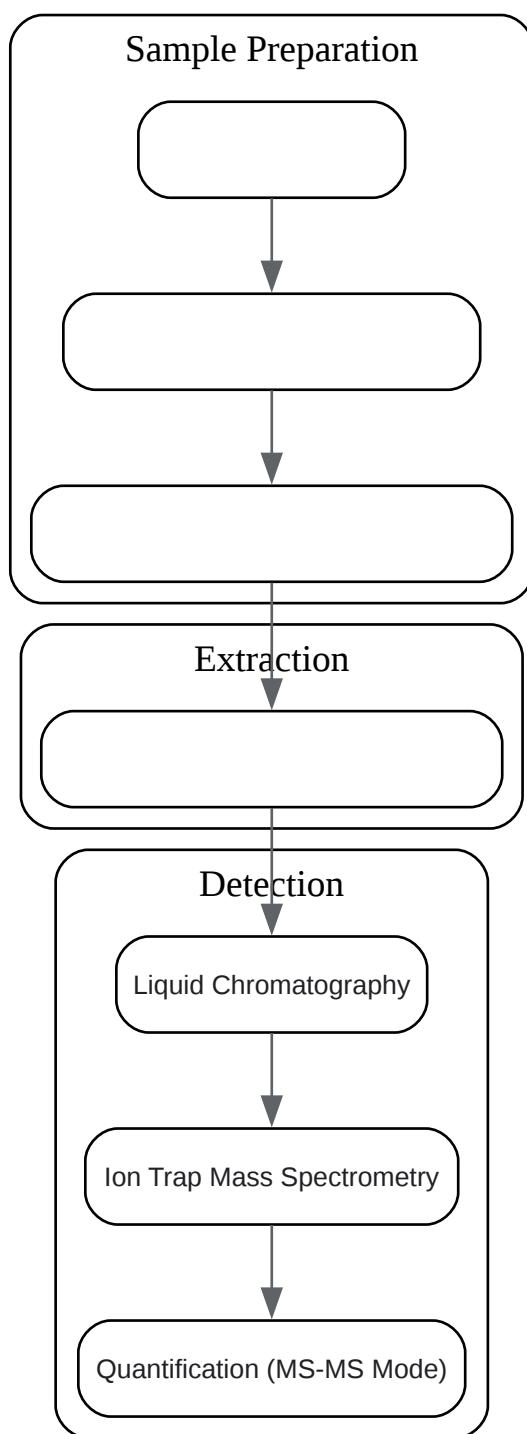 Sample Preparation
Extraction
Detection
Liquid Chromatography
Ion Trap Mass Spectrometry
Quantification (MS-MS Mode)